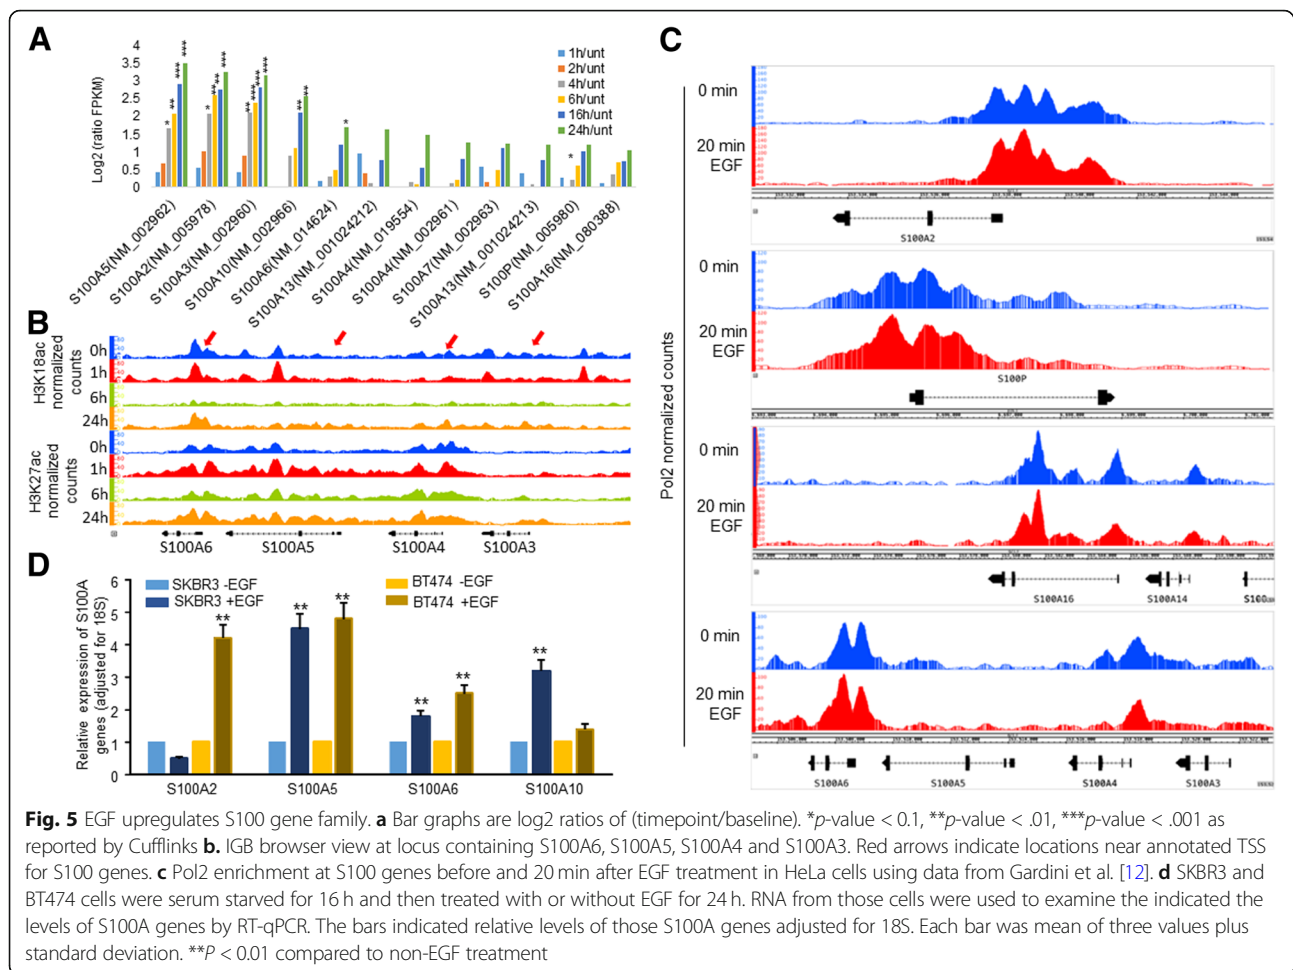 A
4
3.5
3
2.5
2
1.5
1
0.5
0
Log2 (ratio FPKM)
* ** *** ***
* ** ** ***
** *** *** ***
** **
*
*
1h/unt
2h/unt
4h/unt
6h/unt
16h/unt
24h/unt
S100A5(NM_002962)
S100A2(NM_005978)
S100A3(NM_002960)
S100A10(NM_002966)
S100A6(NM_014624)
S100A13(NM_001024212)
S100A4(NM_019554)
S100A4(NM_002961)
S100A7(NM_002963)
S100A13(NM_001024213)
S100P(NM_005980)
S100A16(NM_080388)
B
H3K18ac
normalized
counts
0h
1h
6h
24h
H3K27ac
normalized
counts
0h
1h
6h
24h
S100A6 S100A5 S100A4 S100A3
C
Pol2 normalized counts
0 min
20 min
EGF
S100A2
0 min
20 min
EGF
S100P
0 min
20 min
EGF
S100A16 S100A14
0 min
20 min
EGF
S100A6 S100A5 S100A4 S100A3
D
Relative expression of S100A
genes (adjusted for 18S)
6
5
4
3
2
1
0
SKBR3 -EGF BT474 -EGF
SKBR3 +EGF BT474 +EGF
** ** ** ** ** **
S100A2 S100A5 S100A6 S100A10
Fig. 5 EGF upregulates S100 gene family. a Bar graphs are log2 ratios of (timepoint/baseline). *p-value < 0.1, **p-value < .01, ***p-value < .001 as
reported by Cufflinks b. IGB browser view at locus containing S100A6, S100A5, S100A4 and S100A3. Red arrows indicate locations near annotated TSS
for S100 genes. c Pol2 enrichment at S100 genes before and 20 min after EGF treatment in HeLa cells using data from Gardini et al. [12]. d SKBR3 and
BT474 cells were serum starved for 16 h and then treated with or without EGF for 24 h. RNA from those cells were used to examine the indicated the
levels of S100A genes by RT-qPCR. The bars indicated relative levels of those S100A genes adjusted for 18S. Each bar was mean of three values plus
standard deviation. **P < 0.01 compared to non-EGF treatment